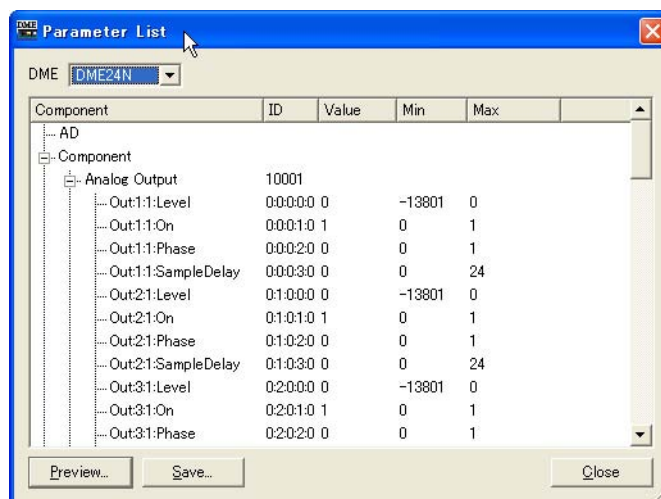 DME Parameter List
DME DME24N
Component ID Value Min Max
AD
Component
Analog Output 10001
Out:1:1:Level 0:0:0:0:0 0 -13801 0
Out:1:1:On 0:0:0:1:0 1 0 1
Out:1:1:Phase 0:0:0:2:0 0 0 1
Out:1:1:SampleDelay 0:0:0:3:0 0 0 24
Out:2:1:Level 0:1:0:0:0 0 -13801 0
Out:2:1:On 0:1:0:1:0 1 0 1
Out:2:1:Phase 0:1:0:2:0 0 0 1
Out:2:1:SampleDelay 0:1:0:3:0 0 0 24
Out:3:1:Level 0:2:0:0:0 0 -13801 0
Out:3:1:On 0:2:0:1:0 1 0 1
Out:3:1:Phase 0:2:0:2:0 0 0 1
Preview... Save... Close